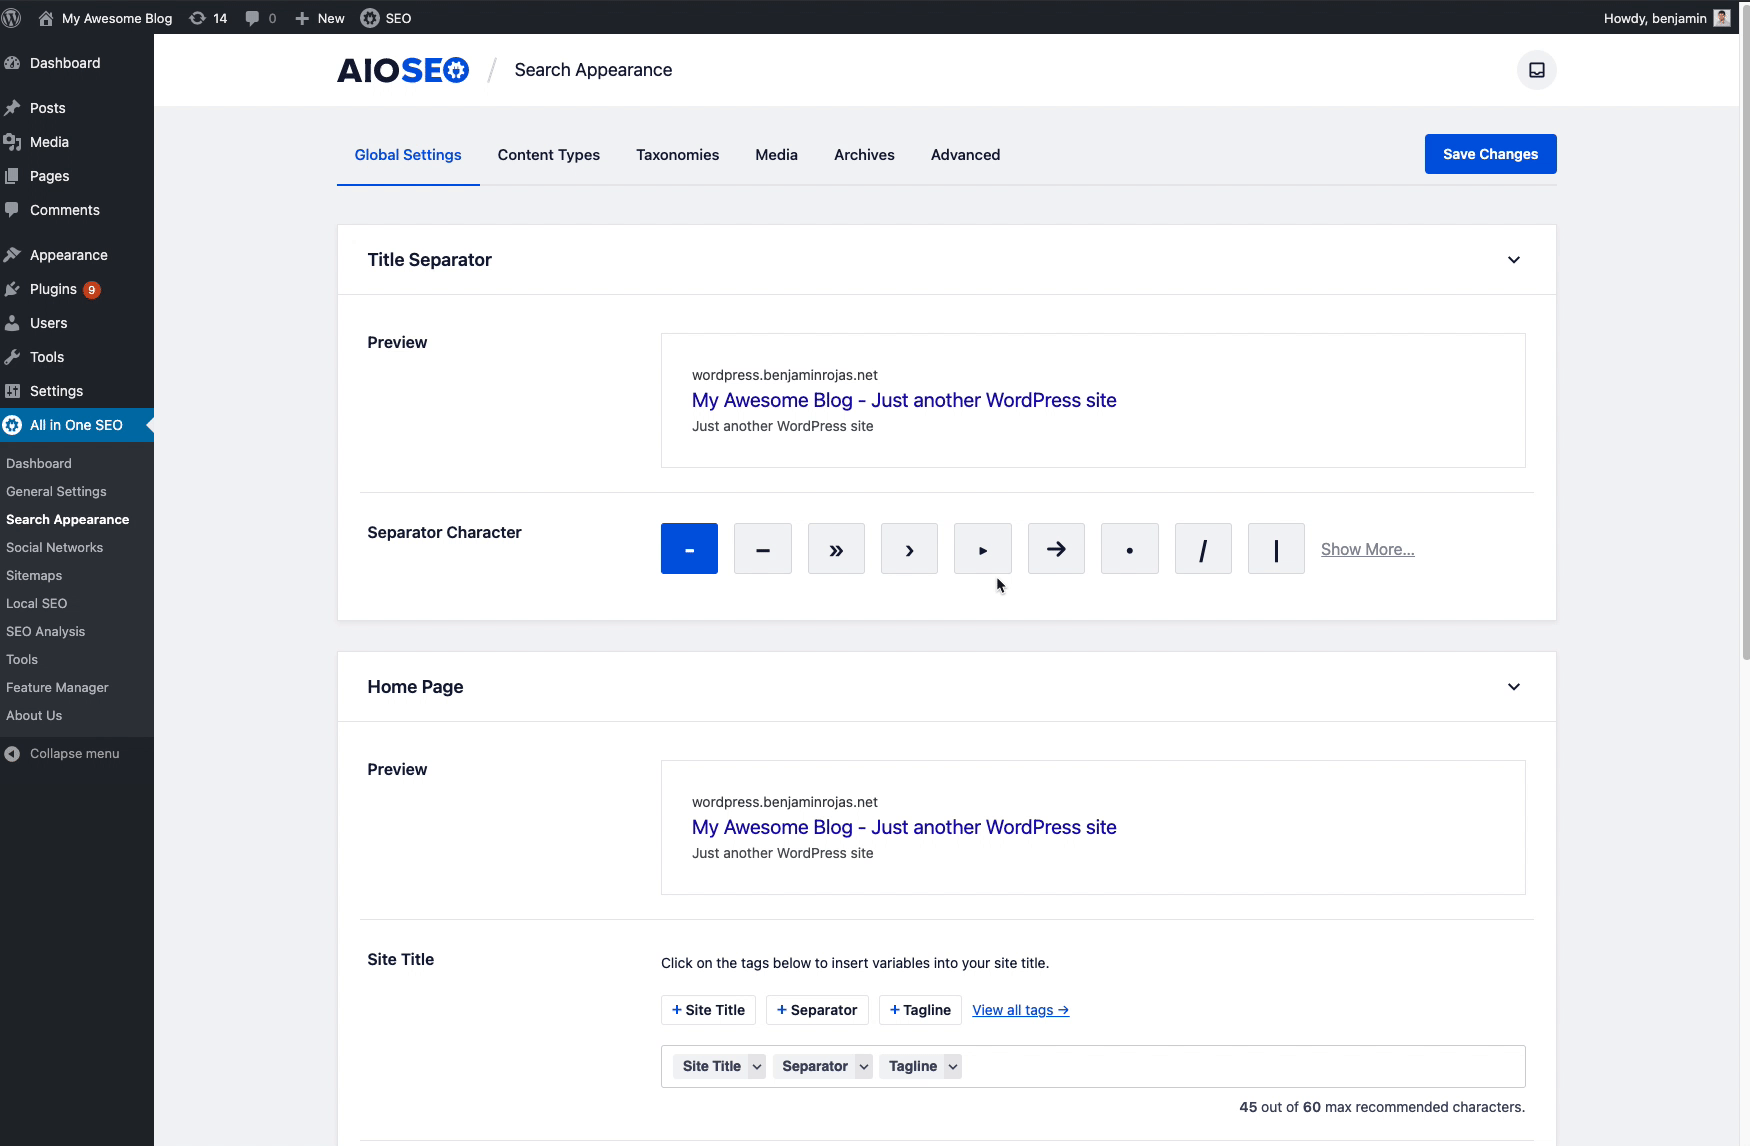 My Awesome Blog 14 0 New SEO Howdy, benjamin
Dashboard
Posts
Media
Pages
Comments
Appearance
Plugins 9
Users
Tools
Settings
All in One SEO
Dashboard
General Settings
Search Appearance
Social Networks
Sitemaps
Local SEO
SEO Analysis
Tools
Feature Manager
About Us
Collapse menu
AIOSEO / Search Appearance
Global Settings Content Types Taxonomies Media Archives Advanced Save Changes
Title Separator
Preview
wordpress.benjaminrojas.net
My Awesome Blog - Just another WordPress site
Just another WordPress site
Separator Character
- – » › ▸ → • / | Show More...
Home Page
Preview
wordpress.benjaminrojas.net
My Awesome Blog - Just another WordPress site
Just another WordPress site
Site Title
Click on the tags below to insert variables into your site title.
+ Site Title + Separator + Tagline View all tags →
Site Title Separator Tagline
45 out of 60 max recommended characters.